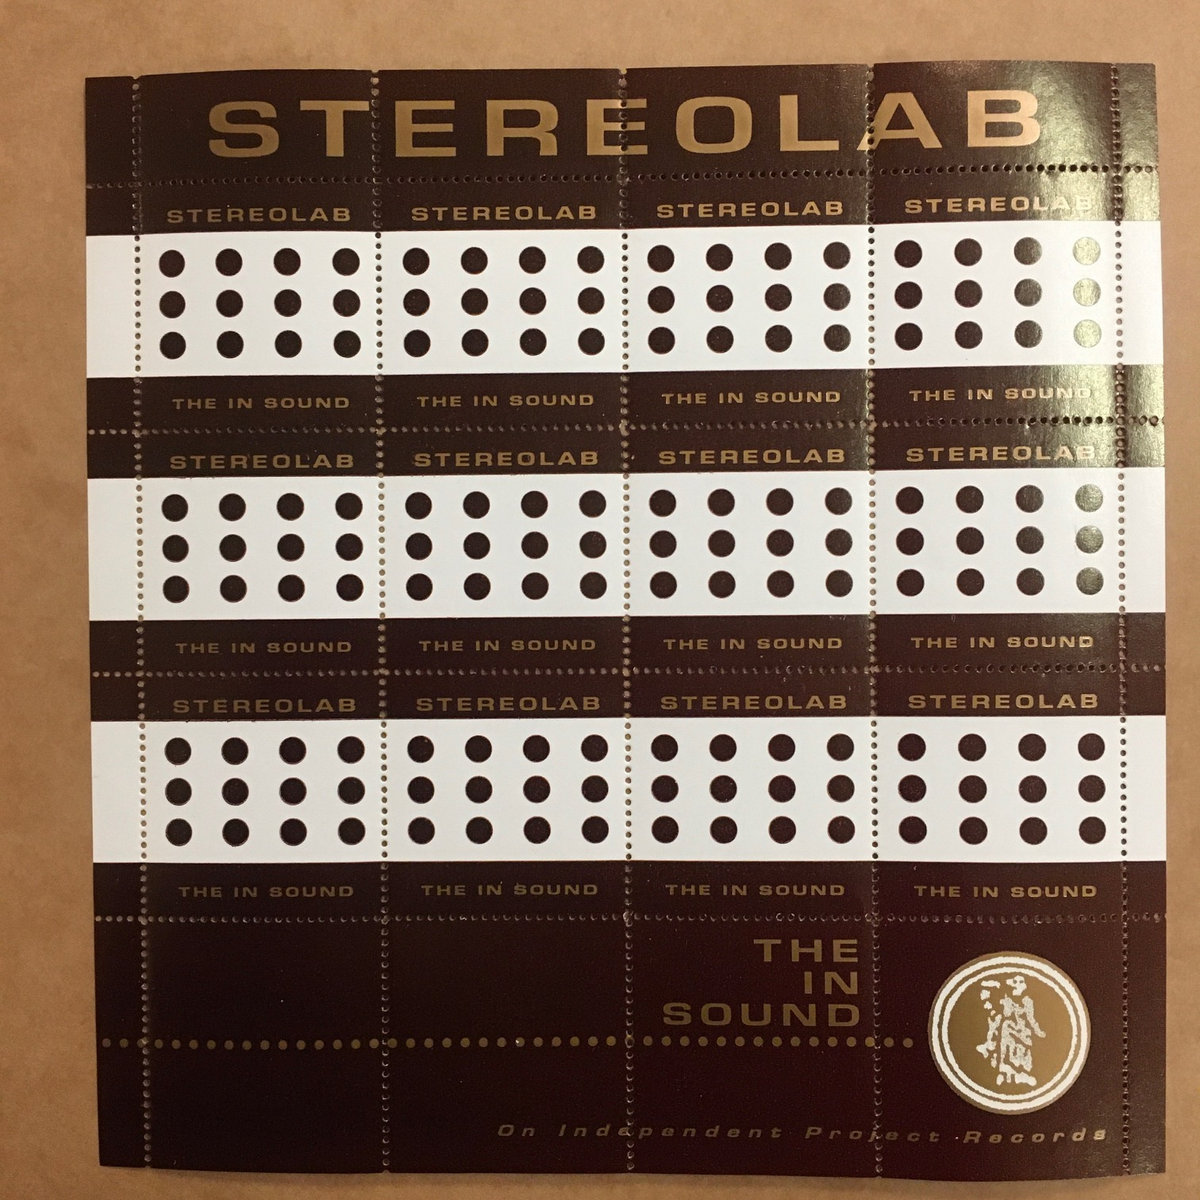 STEREOLAB
STEREOLAB STEREOLAB STEREOLAB STEREOLAB
THE IN SOUND THE IN SOUND THE IN SOUND THE IN SOUND
STEREOLAB STEREOLAB STEREOLAB STEREOLAB
THE IN SOUND THE IN SOUND THE IN SOUND THE IN SOUND
STEREOLAB STEREOLAB STEREOLAB STEREOLAB
THE IN SOUND THE IN SOUND THE IN SOUND THE IN SOUND
THE
IN
SOUND
On Independent Project Records